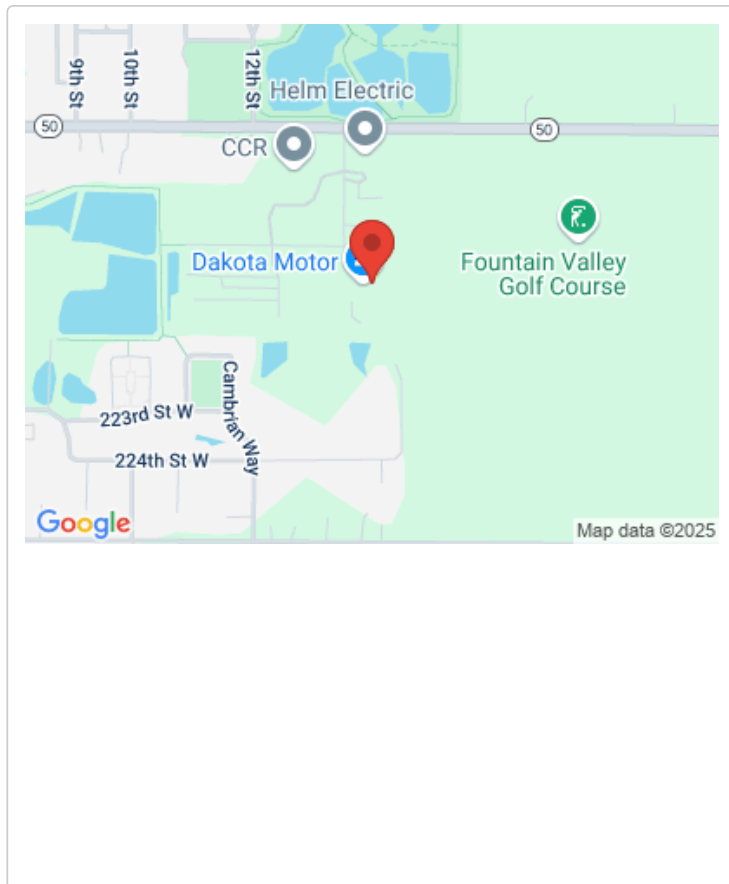 9th St
10th St
12th St
Helm Electric
50
50
CCR
Dakota Motor
Fountain Valley
Golf Course
Cambrian Way
223rd St W
224th St W
Google
Map data ©2025